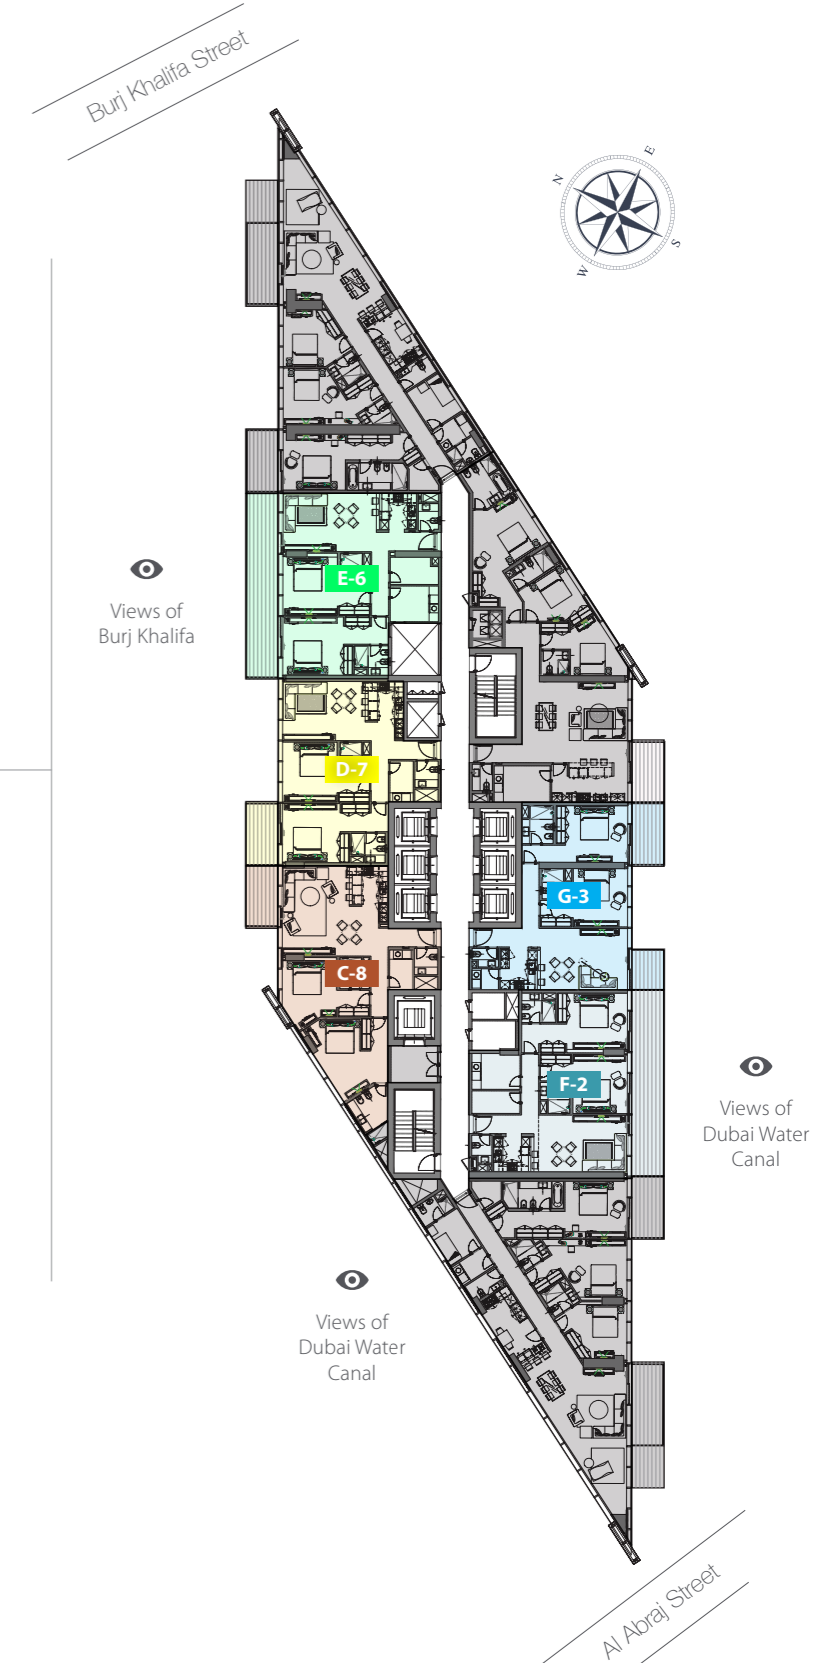 Burj Khalifa Street
N
E
W
S
Views of
Burj Khalifa
E-6
D-7
G-3
C-8
F-2
Views of
Dubai Water
Canal
Views of
Dubai Water
Canal
Al Abraj Street